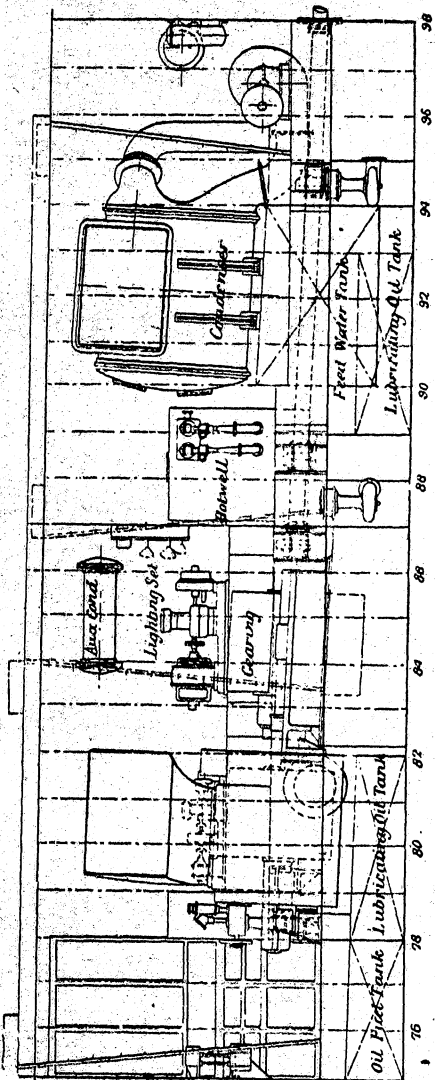 98
96
94
92
90
88
86
84
82
80
78
76
Condenser
Feed Water Tank
Lubricating Oil Tank
Hotwell
Aux Cond
Lighting Set
Gearing
Lubricating Oil Tank
Oil Fuel Tank